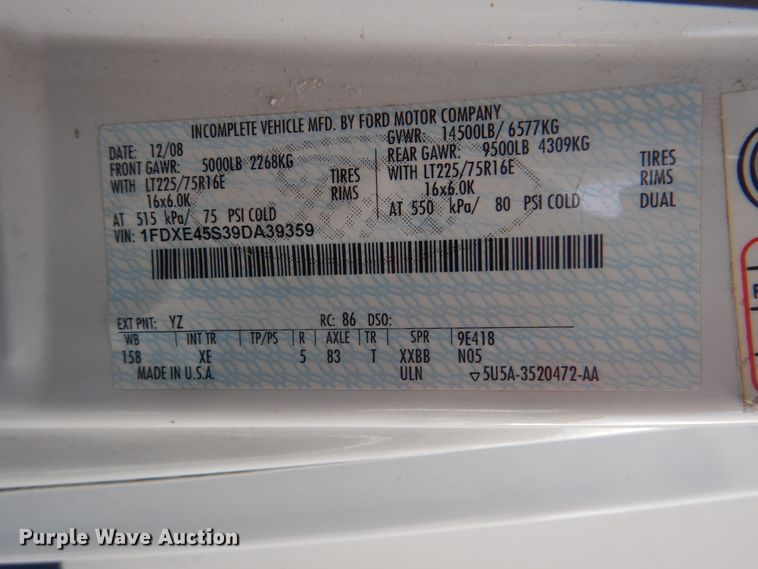 INCOMPLETE VEHICLE MFD. BY FORD MOTOR COMPANY
DATE: 12/08 GVWR: 14500LB/ 6577KG
FRONT GAWR: 5000LB 2268KG REAR GAWR: 9500LB 4309KG
WITH LT225/75R16E TIRES WITH LT225/75R16E TIRES
16x6.0K RIMS 16x6.0K RIMS
AT 515 kPa/ 75 PSI COLD AT 550 kPa/ 80 PSI COLD DUAL
VIN: 1FDXE45S39DA39359
EXT PNT: YZ RC: 86 DSO:
WB INT TR TP/PS R AXLE TR SPR 9E418
158 XE 5 83 T XXBB N05
MADE IN U.S.A. ULN ▽5U5A-3520472-AA
Purple Wave Auction